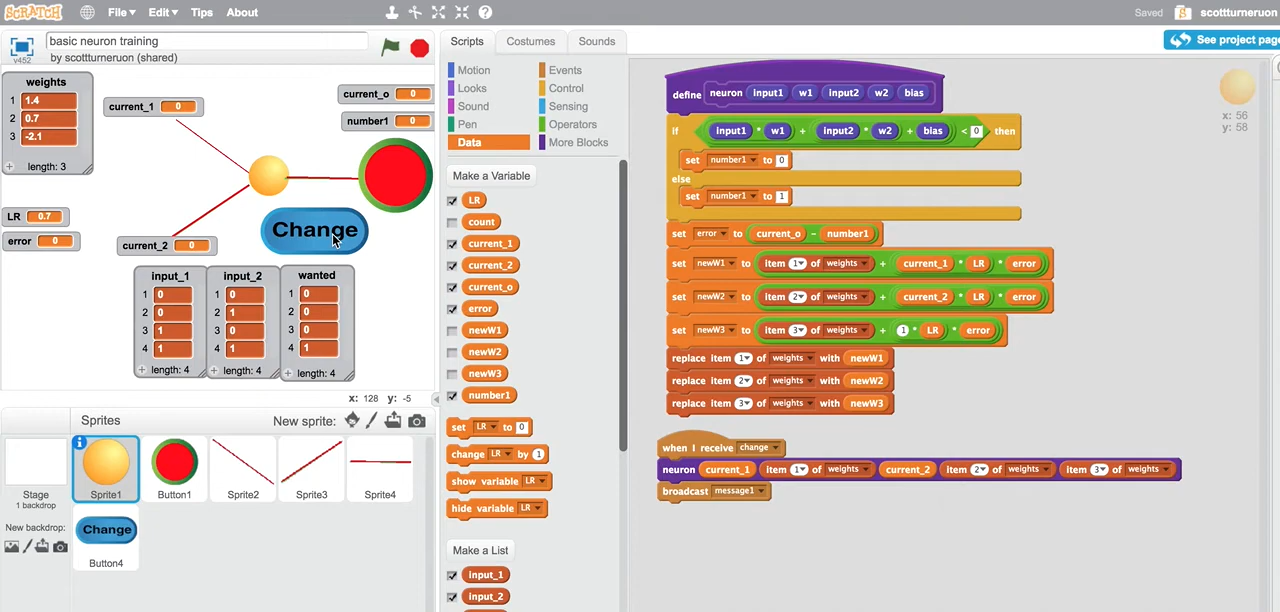 SCRATCH File Edit Tips About Saved scottturneruon
v452 basic neuron training
by scottturneruon (shared)
Scripts Costumes Sounds
See project page
weights
1 1.4
2 0.7
3 -2.1
+ length: 3
current_1 0
current_o 0
number1 0
LR 0.7
error 0
current_2 0
Change
input_1
1 0
2 0
3 1
4 1
+ length: 4
input_2
1 0
2 1
3 0
4 1
+ length: 4
wanted
1 0
2 0
3 0
4 1
+ length: 4
x: 128 y: -5
Sprites New sprite:
Stage
1 backdrop
New backdrop:
Sprite1
Button1
Sprite2
Sprite3
Sprite4
Change
Button4
Motion Events
Looks Control
Sound Sensing
Pen Operators
Data More Blocks
Make a Variable
LR
count
current_1
current_2
current_o
error
newW1
newW2
newW3
number1
set LR to 0
change LR by 1
show variable LR
hide variable LR
Make a List
input_1
input_2
define neuron input1 w1 input2 w2 bias
if input1 * w1 + input2 * w2 + bias < 0 then
set number1 to 0
else
set number1 to 1
set error to current_o - number1
set newW1 to item 1 of weights + current_1 * LR * error
set newW2 to item 2 of weights + current_2 * LR * error
set newW3 to item 3 of weights + 1 * LR * error
replace item 1 of weights with newW1
replace item 2 of weights with newW2
replace item 3 of weights with newW3
when I receive change
neuron current_1 item 1 of weights current_2 item 2 of weights item 3 of weights
broadcast message1
x: 56
y: 58